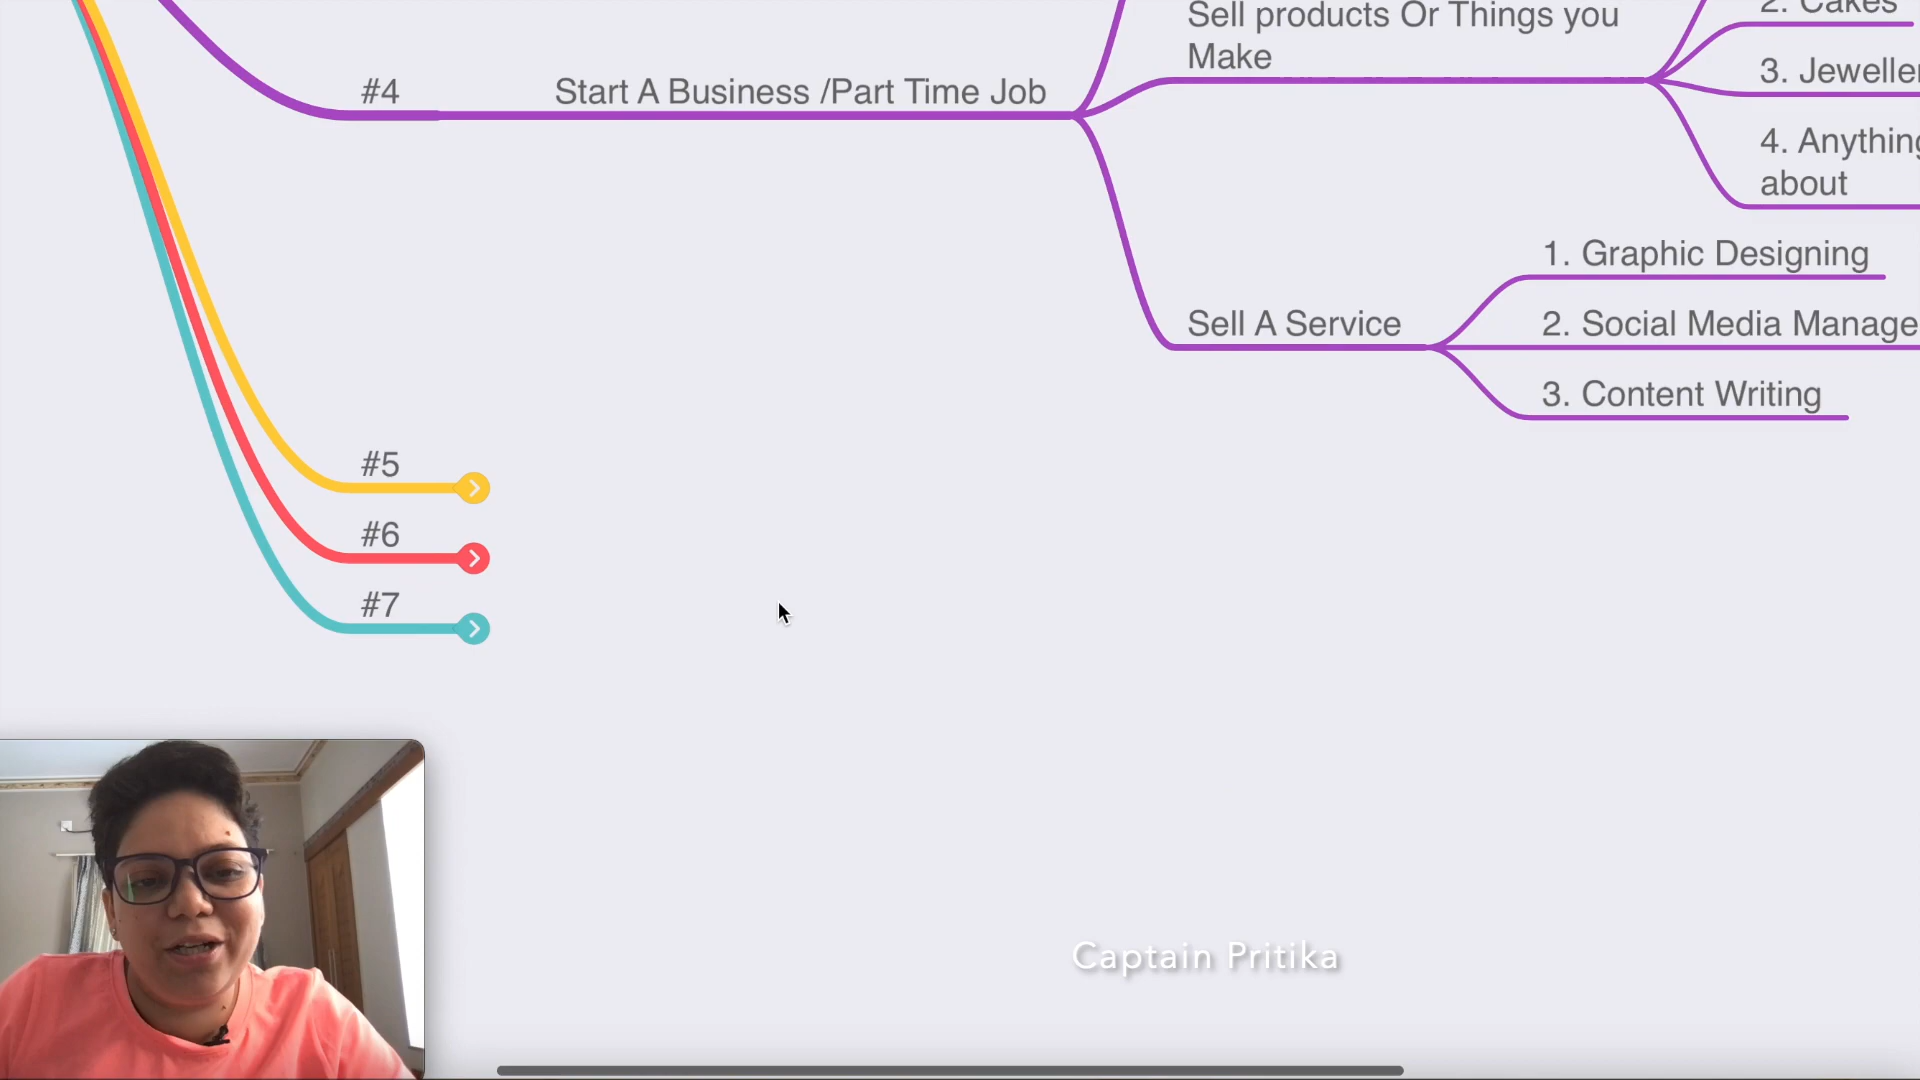 Sell products Or Things you
Make
2. Cakes
3. Jeweller
4. Anything
about
#4
Start A Business /Part Time Job
1. Graphic Designing
Sell A Service
2. Social Media Manage
3. Content Writing
#5
#6
#7
Captain Pritika